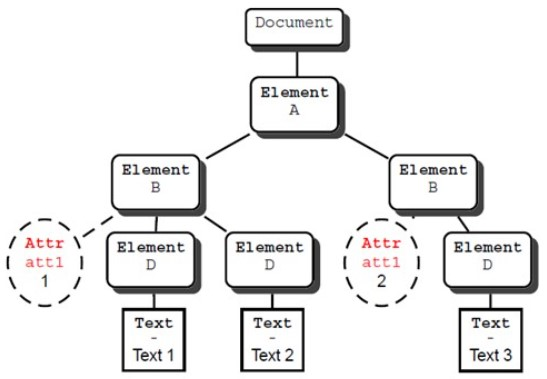 Document
Element
A
Element
B
Element
B
Attr
att1
1
Element
D
Element
D
Attr
att1
2
Element
D
Text
-
Text 1
Text
-
Text 2
Text
-
Text 3